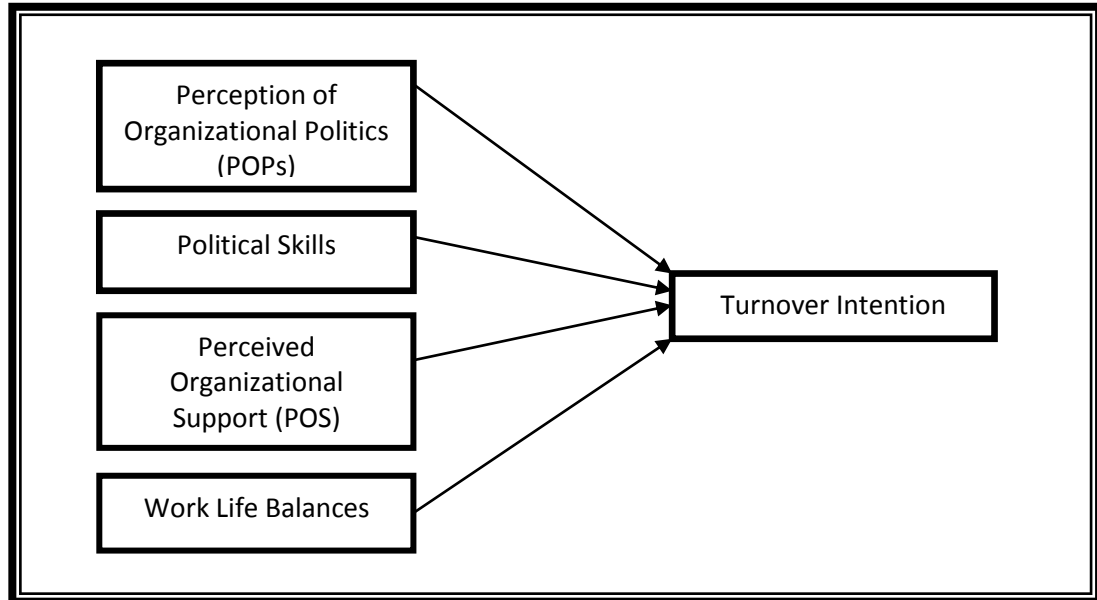 Perception of
Organizational Politics
(POPs)
Political Skills
Perceived
Organizational
Support (POS)
Work Life Balances
Turnover Intention